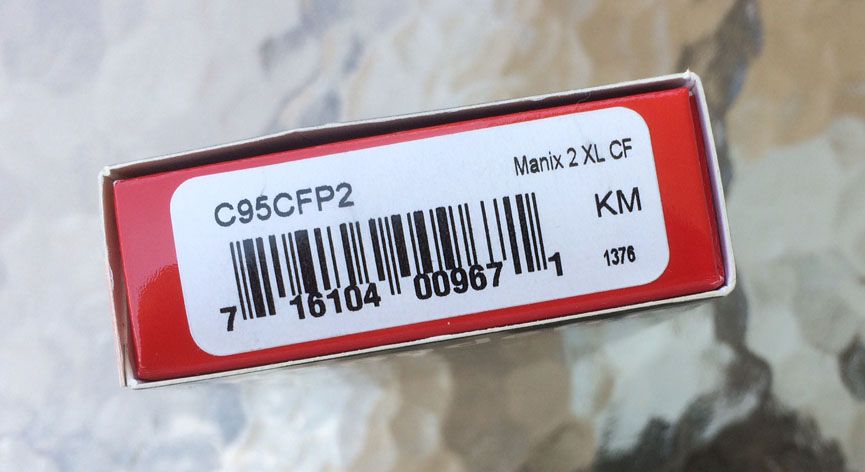 Manix 2 XL CF
C95CFP2
KM
7 16104 00967 1
1376